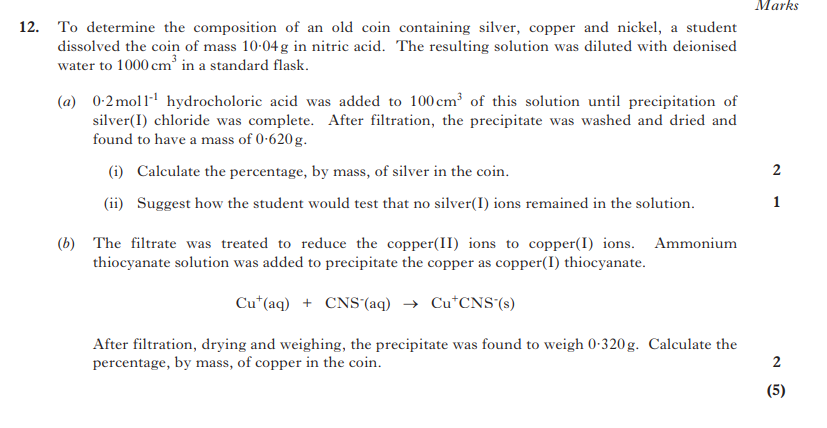 Marks
12. To determine the composition of an old coin containing silver, copper and nickel, a student
dissolved the coin of mass 10·04 g in nitric acid. The resulting solution was diluted with deionised
water to 1000 cm³ in a standard flask.
(a) 0·2 mol l⁻¹ hydrocholoric acid was added to 100 cm³ of this solution until precipitation of
silver(I) chloride was complete. After filtration, the precipitate was washed and dried and
found to have a mass of 0·620 g.
(i) Calculate the percentage, by mass, of silver in the coin. 2
(ii) Suggest how the student would test that no silver(I) ions remained in the solution. 1
(b) The filtrate was treated to reduce the copper(II) ions to copper(I) ions. Ammonium
thiocyanate solution was added to precipitate the copper as copper(I) thiocyanate.
Cu⁺(aq) + CNS⁻(aq) → Cu⁺CNS⁻(s)
After filtration, drying and weighing, the precipitate was found to weigh 0·320 g. Calculate the
percentage, by mass, of copper in the coin. 2
(5)